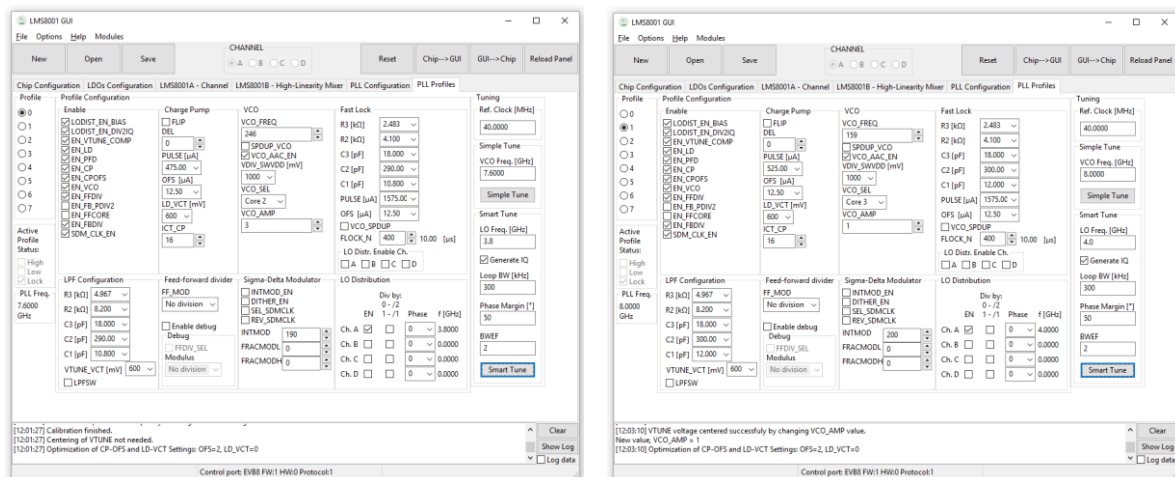 LMS8001 GUI
File Options Help Modules
New Open Save CHANNEL A B C D Reset Chip-->GUI GUI-->Chip Reload Panel
Chip Configuration LDOs Configuration LMS8001A - Channel LMS8001B - High-Linearity Mixer PLL Configuration PLL Profiles
Profile
0
1
2
3
4
5
6
7
Active
Profile
Status:
High
Low
Lock
PLL Freq.
7.6000
GHz
Profile Configuration
Enable
LODIST_EN_BIAS
LODIST_EN_DIV2IQ
EN_VTUNE_COMP
EN_LD
EN_PFD
EN_CP
EN_CPOFS
EN_VCO
EN_FFDIV
EN_FB_PDIV2
EN_FFCORE
EN_FBDIV
SDM_CLK_EN
Charge Pump
FLIP
DEL
0
PULSE [µA]
475.00
OFS [µA]
12.50
LD_VCT [mV]
600
ICT_CP
16
VCO
VCO_FREQ
246
SPDUP_VCO
VCO_AAC_EN
VDIV_SWVDD [mV]
1000
VCO_SEL
Core 2
VCO_AMP
3
Fast Lock
R3 [kΩ] 2.483
R2 [kΩ] 4.100
C3 [pF] 18.000
C2 [pF] 290.00
C1 [pF] 10.800
PULSE [µA] 1575.00
OFS [µA] 12.50
VCO_SPDUP
FLOCK_N 400 10.00 [µs]
LO Distr. Enable Ch.
A B C D
LPF Configuration
R3 [kΩ] 4.967
R2 [kΩ] 8.200
C3 [pF] 18.000
C2 [pF] 290.00
C1 [pF] 10.800
VTUNE_VCT [mV] 600
LPFSW
Feed-forward divider
FF_MOD
No division
Enable debug
Debug
FFDIV_SEL
Modulus
No division
Sigma-Delta Modulator
INTMOD_EN
DITHER_EN
SEL_SDMCLK
REV_SDMCLK
INTMOD 190
FRACMODL 0
FRACMODH 0
LO Distribution
Div by:
0 - /2
EN 1 - /1 Phase f [GHz]
Ch. A 0 3.8000
Ch. B 0 0.0000
Ch. C 0 0.0000
Ch. D 0 0.0000
Tuning
Ref. Clock [MHz]
40.0000
Simple Tune
VCO Freq. [GHz]
7.6000
Simple Tune
Smart Tune
LO Freq. [GHz]
3.8
Generate IQ
Loop BW [kHz]
300
Phase Margin [°]
50
BWEF
2
Smart Tune
[12:01:27] Calibration finished.
[12:01:27] Centering of VTUNE not needed.
[12:01:27] Optimization of CP-OFS and LD-VCT Settings: OFS=2, LD_VCT=0
Clear
Show Log
Log data
Control port: EVB8 FW:1 HW:0 Protocol:1
LMS8001 GUI
File Options Help Modules
New Open Save CHANNEL A B C D Reset Chip-->GUI GUI-->Chip Reload Panel
Chip Configuration LDOs Configuration LMS8001A - Channel LMS8001B - High-Linearity Mixer PLL Configuration PLL Profiles
Profile
0
1
2
3
4
5
6
7
Active
Profile
Status:
High
Low
Lock
PLL Freq.
8.0000
GHz
Profile Configuration
Enable
LODIST_EN_BIAS
LODIST_EN_DIV2IQ
EN_VTUNE_COMP
EN_LD
EN_PFD
EN_CP
EN_CPOFS
EN_VCO
EN_FFDIV
EN_FB_PDIV2
EN_FFCORE
EN_FBDIV
SDM_CLK_EN
Charge Pump
FLIP
DEL
0
PULSE [µA]
525.00
OFS [µA]
12.50
LD_VCT [mV]
600
ICT_CP
16
VCO
VCO_FREQ
159
SPDUP_VCO
VCO_AAC_EN
VDIV_SWVDD [mV]
1000
VCO_SEL
Core 3
VCO_AMP
1
Fast Lock
R3 [kΩ] 2.483
R2 [kΩ] 4.100
C3 [pF] 18.000
C2 [pF] 300.00
C1 [pF] 12.000
PULSE [µA] 1575.00
OFS [µA] 12.50
VCO_SPDUP
FLOCK_N 400 10.00 [µs]
LO Distr. Enable Ch.
A B C D
LPF Configuration
R3 [kΩ] 4.967
R2 [kΩ] 8.200
C3 [pF] 18.000
C2 [pF] 300.00
C1 [pF] 12.000
VTUNE_VCT [mV] 600
LPFSW
Feed-forward divider
FF_MOD
No division
Enable debug
Debug
FFDIV_SEL
Modulus
No division
Sigma-Delta Modulator
INTMOD_EN
DITHER_EN
SEL_SDMCLK
REV_SDMCLK
INTMOD 200
FRACMODL 0
FRACMODH 0
LO Distribution
Div by:
0 - /2
EN 1 - /1 Phase f [GHz]
Ch. A 0 4.0000
Ch. B 0 0.0000
Ch. C 0 0.0000
Ch. D 0 0.0000
Tuning
Ref. Clock [MHz]
40.0000
Simple Tune
VCO Freq. [GHz]
8.0000
Simple Tune
Smart Tune
LO Freq. [GHz]
4.0
Generate IQ
Loop BW [kHz]
300
Phase Margin [°]
50
BWEF
2
Smart Tune
[12:03:10] VTUNE voltage centered successfuly by changing VCO_AMP value.
New value, VCO_AMP = 1
[12:03:10] Optimization of CP-OFS and LD-VCT Settings: OFS=2, LD_VCT=0
Clear
Show Log
Log data
Control port: EVB8 FW:1 HW:0 Protocol:1